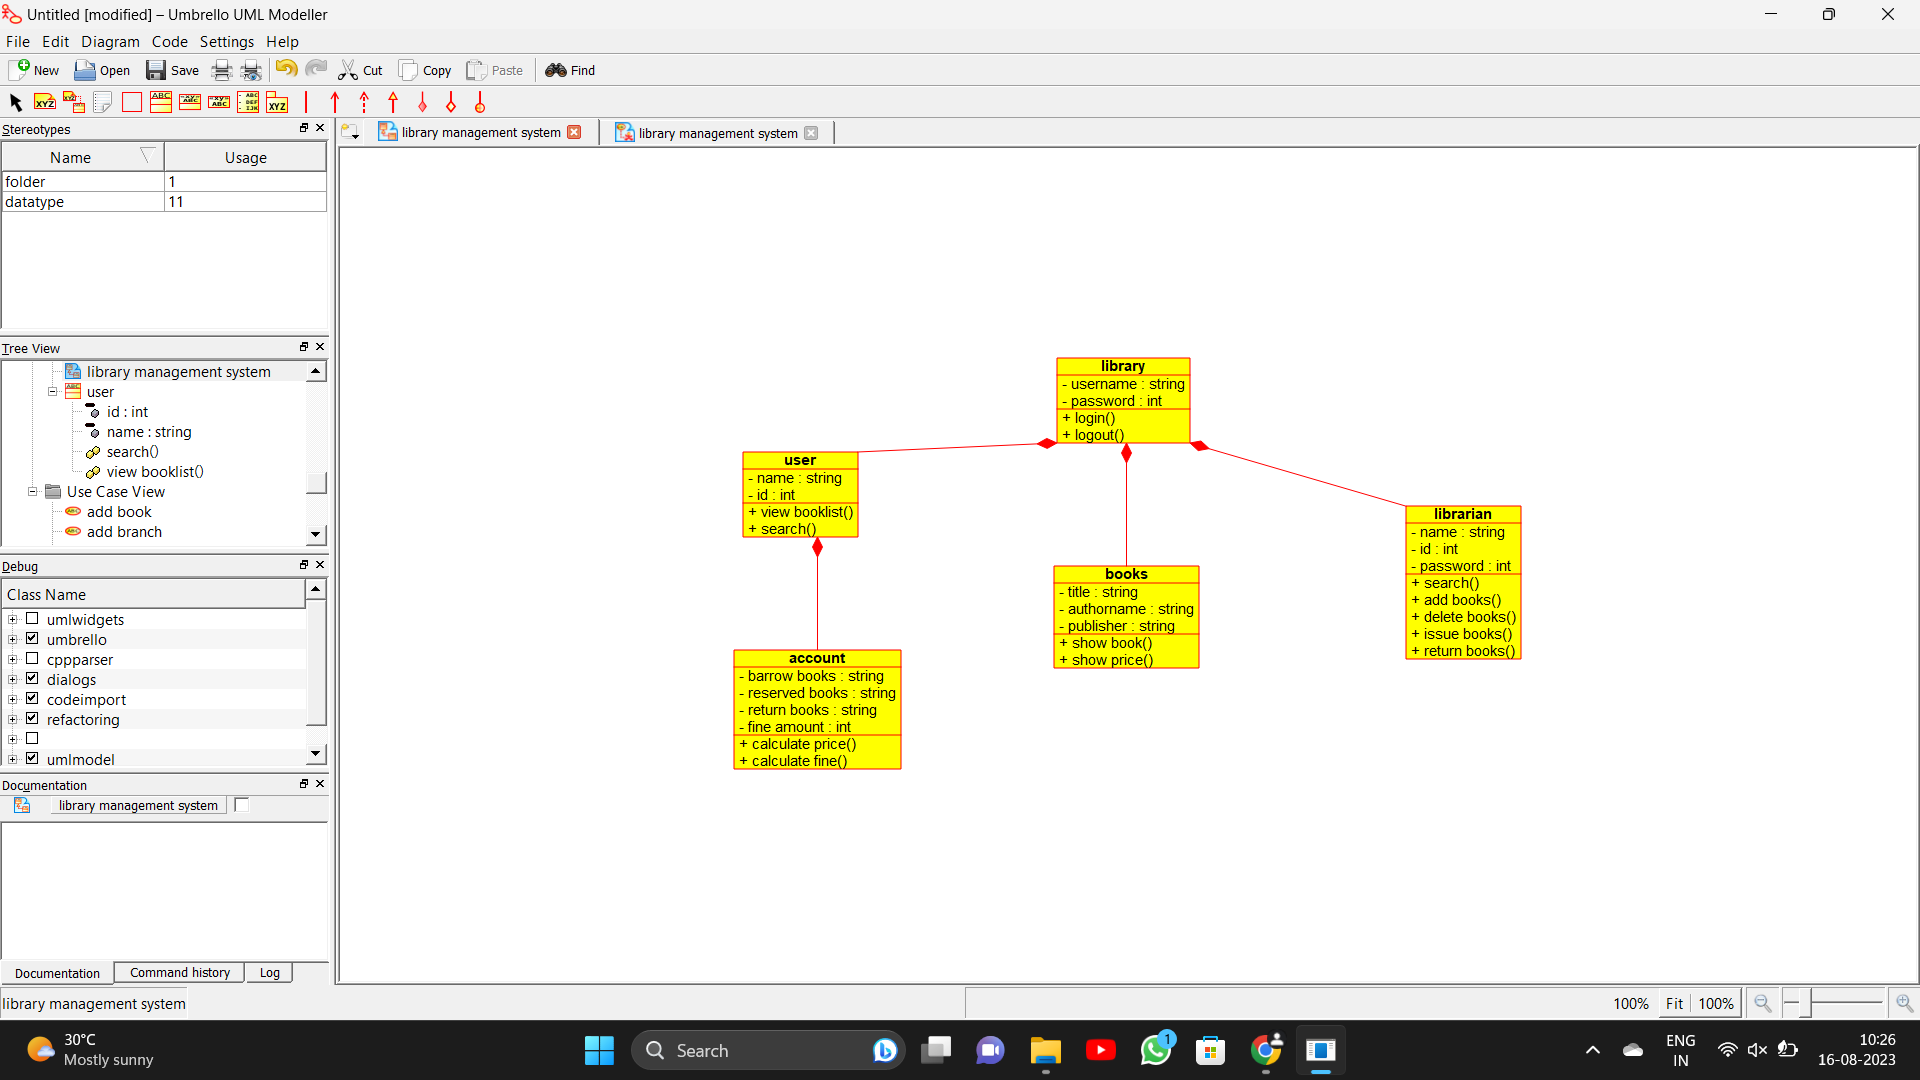 Untitled [modified] – Umbrello UML Modeller
File Edit Diagram Code Settings Help
New Open Save Cut Copy Paste Find
Stereotypes
Name Usage
folder 1
datatype 11
Tree View
library management system
user
id : int
name : string
search()
view booklist()
Use Case View
add book
add branch
Debug
Class Name
umlwidgets
umbrello
cppparser
dialogs
codeimport
refactoring
umlmodel
Documentation
library management system
Documentation Command history Log
library management system
library management system library management system
library
- username : string
- password : int
+ login()
+ logout()
user
- name : string
- id : int
+ view booklist()
+ search()
account
- barrow books : string
- reserved books : string
- return books : string
- fine amount : int
+ calculate price()
+ calculate fine()
books
- title : string
- authorname : string
- publisher : string
+ show book()
+ show price()
librarian
- name : string
- id : int
- password : int
+ search()
+ add books()
+ delete books()
+ issue books()
+ return books()
100% Fit 100%
30°C
Mostly sunny
Search
1
ENG
IN
10:26
16-08-2023